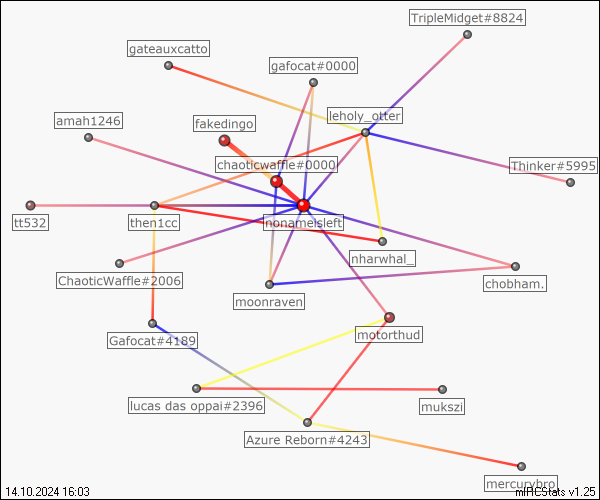 TripleMidget#8824
gateauxcatto
gafocat#0000
leholy_otter
amah1246
fakedingo
chaoticwaffle#0000
Thinker#5995
tt532
then1cc
nonameisleft
nharwhal_
ChaoticWaffle#2006
chobham.
moonraven
motorthud
Gafocat#4189
lucas das oppai#2396
mukszi
Azure Reborn#4243
mercurybro
14.10.2024 16:03
mIRCStats v1.25